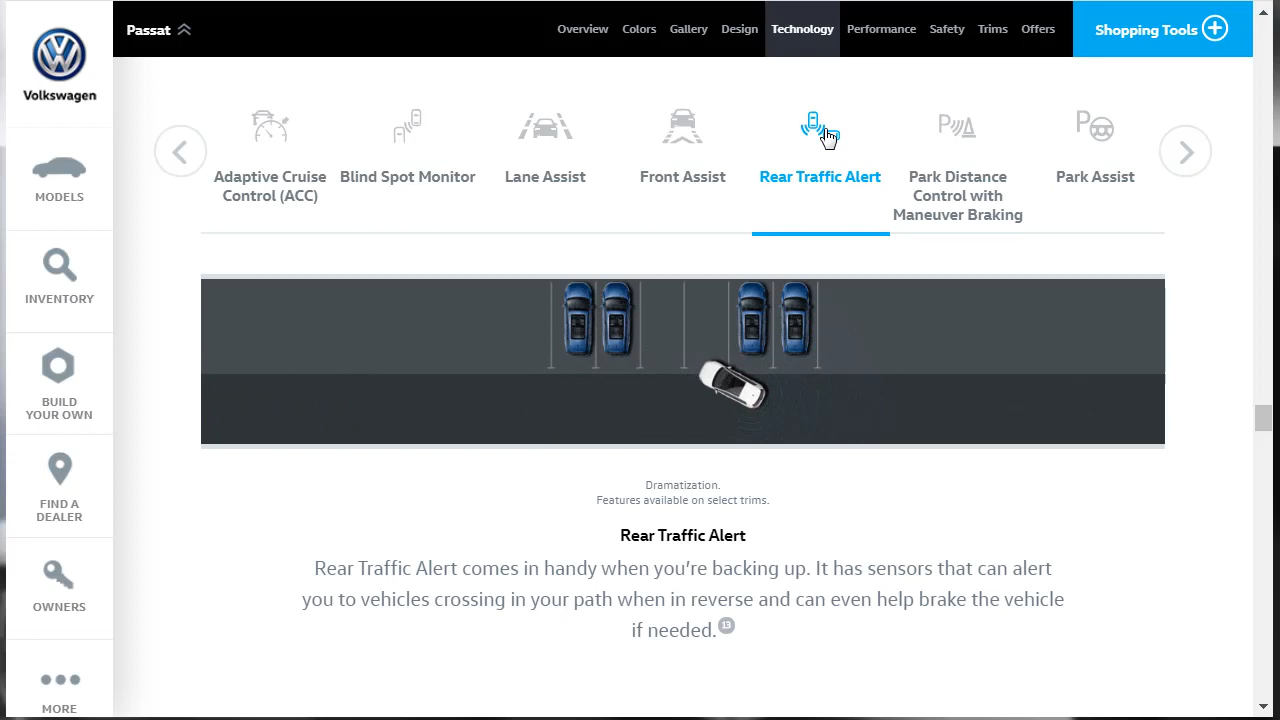 Passat
Overview
Colors
Gallery
Design
Technology
Performance
Safety
Trims
Offers
Shopping Tools
Volkswagen
MODELS
INVENTORY
BUILD
YOUR OWN
FIND A
DEALER
OWNERS
MORE
Adaptive Cruise
Control (ACC)
Blind Spot Monitor
Lane Assist
Front Assist
Rear Traffic Alert
Park Distance
Control with
Maneuver Braking
Park Assist
Dramatization.
Features available on select trims.
Rear Traffic Alert
Rear Traffic Alert comes in handy when you’re backing up. It has sensors that can alert
you to vehicles crossing in your path when in reverse and can even help brake the vehicle
if needed.13